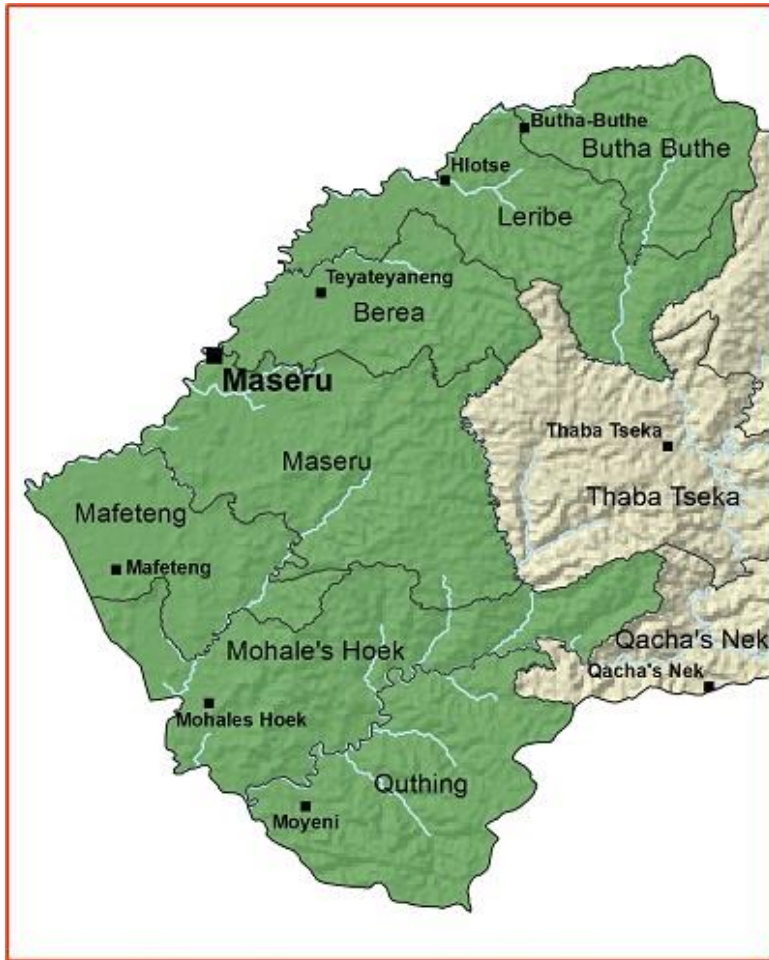 Butha-Buthe
Butha Buthe
Hlotse
Leribe
Teyateyaneng
Berea
Maseru
Thaba Tseka
Maseru
Thaba Tseka
Mafeteng
Mafeteng
Qacha's Nek
Mohale's Hoek
Qacha's Nek
Mohales Hoek
Quthing
Moyeni